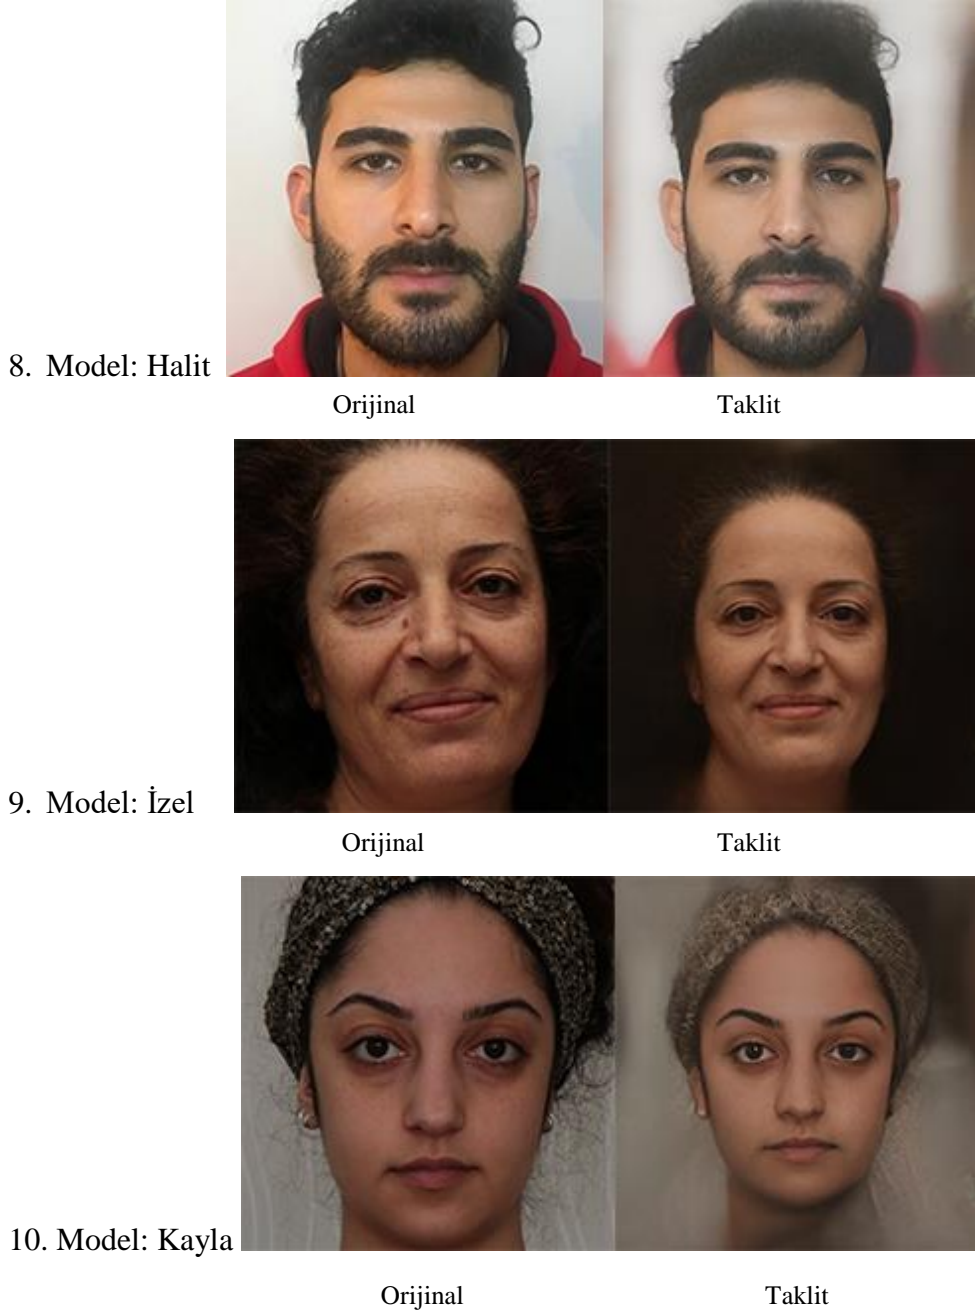 8. Model: Halit
Orijinal Taklit
9. Model: İzel
Orijinal Taklit
10. Model: Kayla
Orijinal Taklit